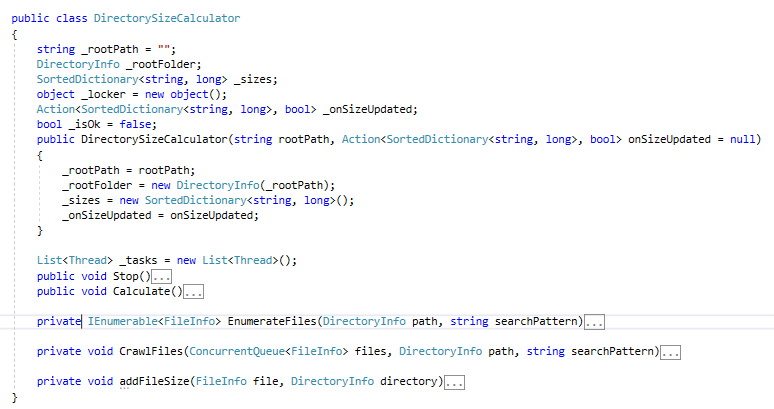 public class DirectorySizeCalculator
{
string _rootPath = "";
DirectoryInfo _rootFolder;
SortedDictionary<string, long> _sizes;
object _locker = new object();
Action<SortedDictionary<string, long>, bool> _onSizeUpdated;
bool _isOk = false;
public DirectorySizeCalculator(string rootPath, Action<SortedDictionary<string, long>, bool> onSizeUpdated = null)
{
_rootPath = rootPath;
_rootFolder = new DirectoryInfo(_rootPath);
_sizes = new SortedDictionary<string, long>();
_onSizeUpdated = onSizeUpdated;
}
List<Thread> _tasks = new List<Thread>();
public void Stop()...
public void Calculate()...
private IEnumerable<FileInfo> EnumerateFiles(DirectoryInfo path, string searchPattern)...
private void CrawlFiles(ConcurrentQueue<FileInfo> files, DirectoryInfo path, string searchPattern)...
private void addFileSize(FileInfo file, DirectoryInfo directory)...
}